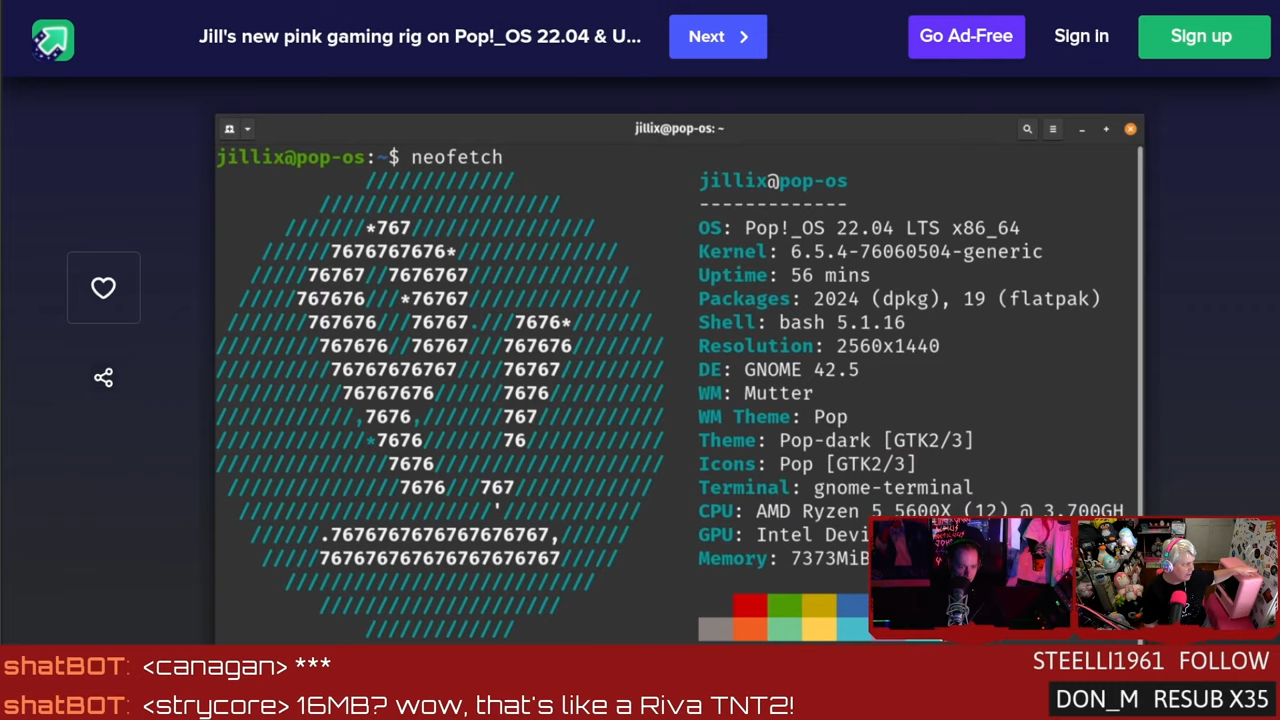 Jill's new pink gaming rig on Pop!_OS 22.04 & U...
Next
Go Ad-Free
Sign in
Sign up
jillix@pop-os: ~
jillix@pop-os:~$ neofetch
jillix@pop-os
-------------
OS: Pop!_OS 22.04 LTS x86_64
Kernel: 6.5.4-76060504-generic
Uptime: 56 mins
Packages: 2024 (dpkg), 19 (flatpak)
Shell: bash 5.1.16
Resolution: 2560x1440
DE: GNOME 42.5
WM: Mutter
WM Theme: Pop
Theme: Pop-dark [GTK2/3]
Icons: Pop [GTK2/3]
Terminal: gnome-terminal
CPU: AMD Ryzen 5 5600X (12) @ 3.700GH
GPU: Intel Devi
Memory: 7373MiB
shatBOT: <canagan> ***
shatBOT: <strycore> 16MB? wow, that's like a Riva TNT2!
STEELLI1961 FOLLOW
DON_M RESUB X35